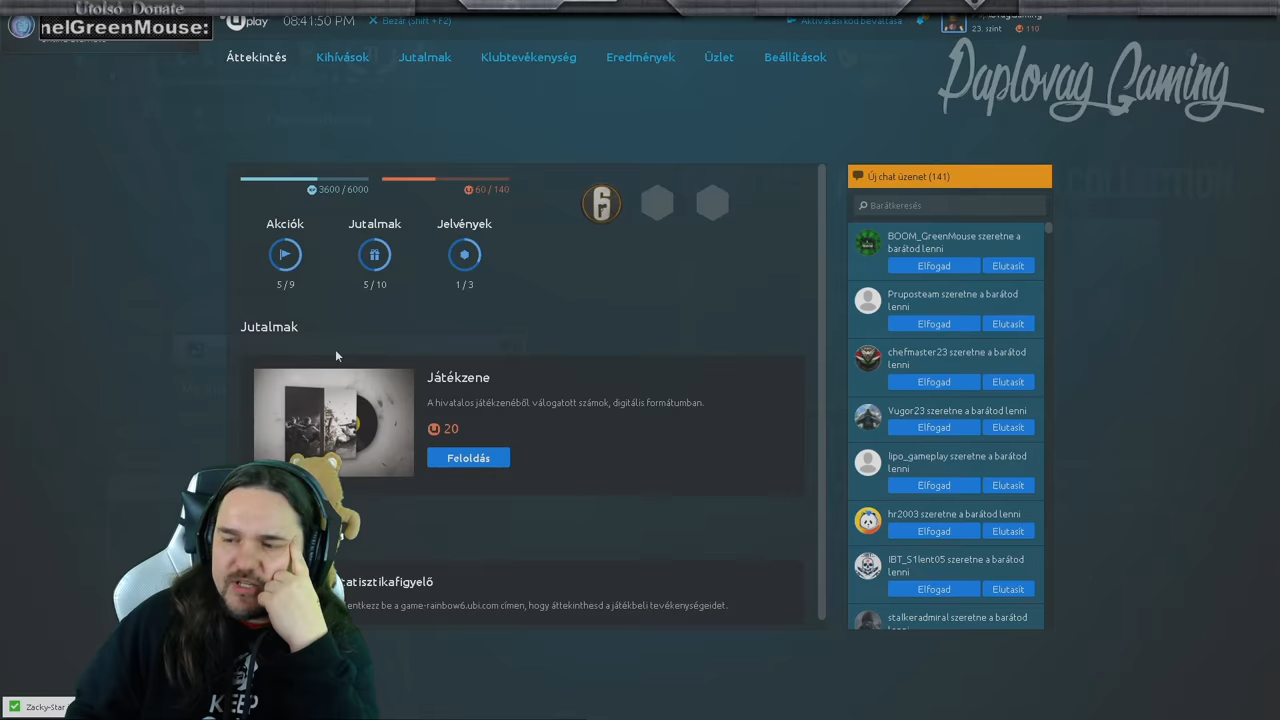 Utolsó Donate
nelGreenMouse:
uplay
08:41:50 PM
Bezár (Shift + F2)
Aktiválási kód beváltása
23. szint
110
Áttekintés
Kihívások
Jutalmak
Klubtevékenység
Eredmények
Üzlet
Beállítások
Daplovag Gaming
3600 / 6000
60 / 140
6
Akciók
Jutalmak
Jelvények
5 / 9
5 / 10
1 / 3
Jutalmak
Játékzene
A hivatalos játékzenéből válogatott számok, digitális formátumban.
20
Feloldás
tatisztikafigyelő
lentkezz be a game-rainbow6.ubi.com címen, hogy áttekinthesd a játékbeli tevékenységeidet.
Új chat üzenet (141)
Barátkeresés
BOOM_GreenMouse szeretne a
barátod lenni
Elfogad
Elutasít
Pruposteam szeretne a barátod
lenni
Elfogad
Elutasít
chefmaster23 szeretne a barátod
lenni
Elfogad
Elutasít
Vugor23 szeretne a barátod lenni
Elfogad
Elutasít
lipo_gameplay szeretne a barátod
lenni
Elfogad
Elutasít
hr2003 szeretne a barátod lenni
Elfogad
Elutasít
IBT_S1lent05 szeretne a barátod
lenni
Elfogad
Elutasít
stalkeradmiral szeretne a barátod
lenni
KEEP
Zacky-Star